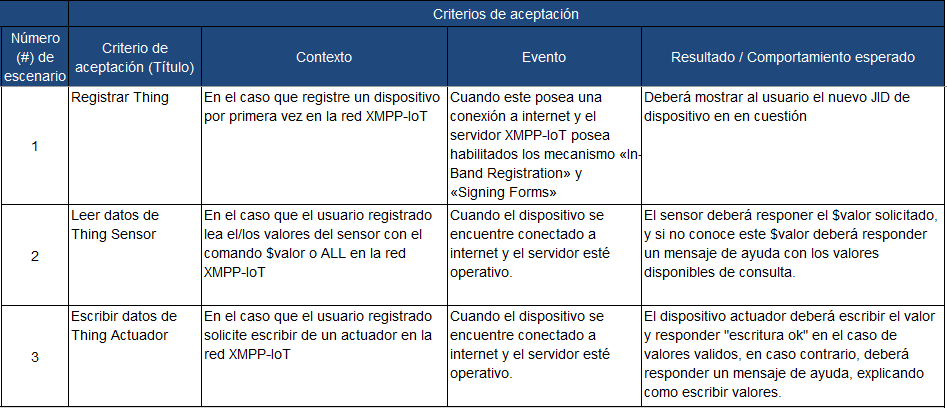 Criterios de aceptación
Número
(#) de
escenario
Criterio de
aceptación (Título)
Contexto
Evento
Resultado / Comportamiento esperado
1
Registrar Thing
En el caso que registre un dispositivo
por primera vez en la red XMPP-IoT
Cuando este posea una
conexión a internet y el
servidor XMPP-IoT posea
habilitados los mecanismo «In-
Band Registration» y
«Signing Forms»
Deberá mostrar al usuario el nuevo JID de
dispositivo en en cuestión
2
Leer datos de
Thing Sensor
En el caso que el usuario registrado
lea el/los valores del sensor con el
comando $valor o ALL en la red
XMPP-IoT
Cuando el dispositivo se
encuentre conectado a
internet y el servidor esté
operativo.
El sensor deberá responer el $valor solicitado,
y si no conoce este $valor deberá responder
un mensaje de ayuda con los valores
disponibles de consulta.
3
Escribir datos de
Thing Actuador
En el caso que el usuario registrado
solicite escribir de un actuador en la
red XMPP-IoT
Cuando el dispositivo se
encuentre conectado a
internet y el servidor esté
operativo.
El dispositivo actuador deberá escribir el valor
y responder "escritura ok" en el caso de
valores validos, en caso contrario, deberá
responder un mensaje de ayuda, explicando
como escribir valores.